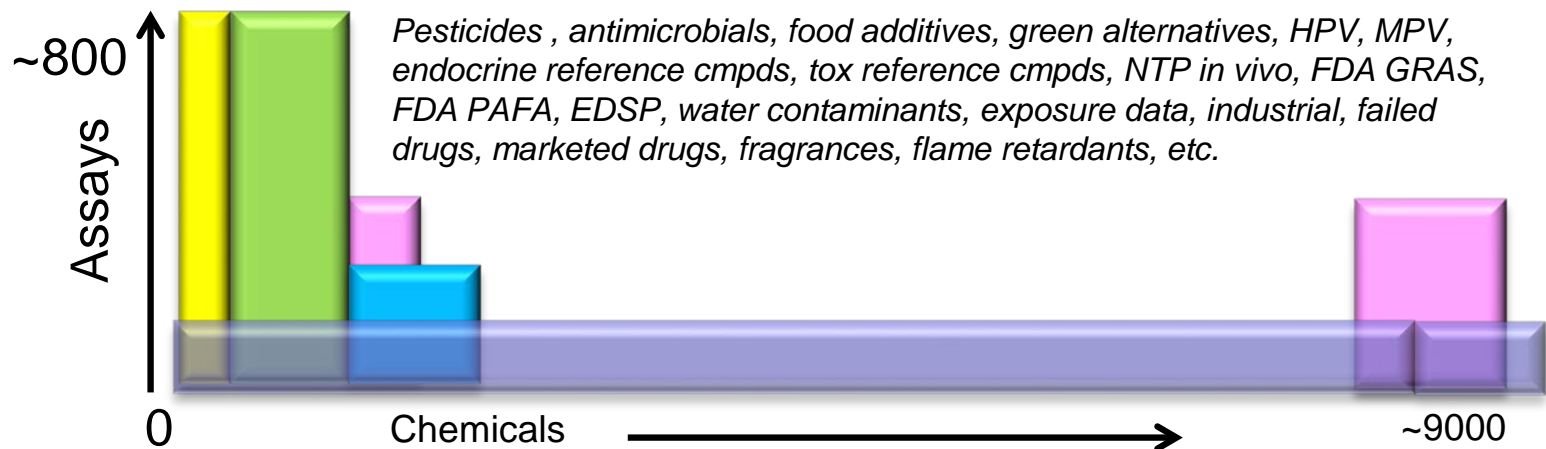 ~800
Assays
Pesticides , antimicrobials, food additives, green alternatives, HPV, MPV,
endocrine reference cmpds, tox reference cmpds, NTP in vivo, FDA GRAS,
FDA PAFA, EDSP, water contaminants, exposure data, industrial, failed
drugs, marketed drugs, fragrances, flame retardants, etc.
0
Chemicals
~9000